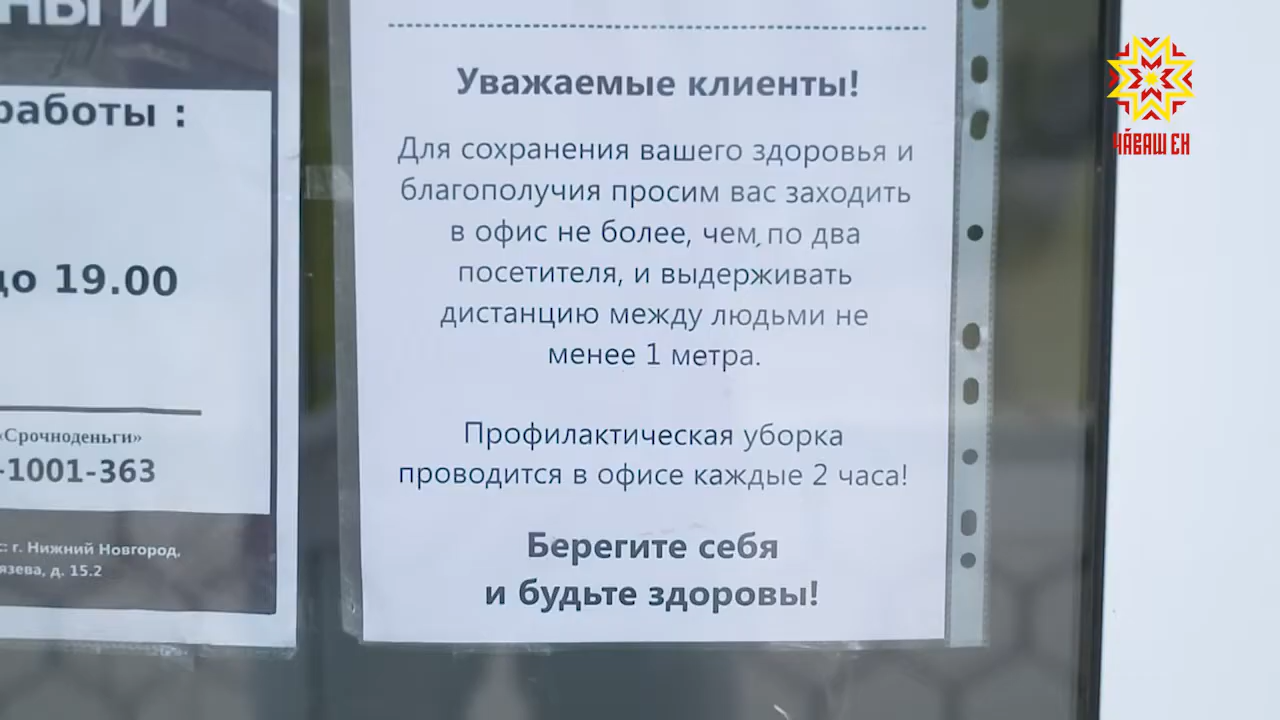 НЬГИ
работы :
до 19.00
«Срочноденьги»
-1001-363
с: г. Нижний Новгород,
язева, д. 15.2
Уважаемые клиенты!
Для сохранения вашего здоровья и
благополучия просим вас заходить
в офис не более, чем по два
посетителя, и выдерживать
дистанцию между людьми не
менее 1 метра.
Профилактическая уборка
проводится в офисе каждые 2 часа!
Берегите себя
и будьте здоровы!
ЧӐВАШ ЕН